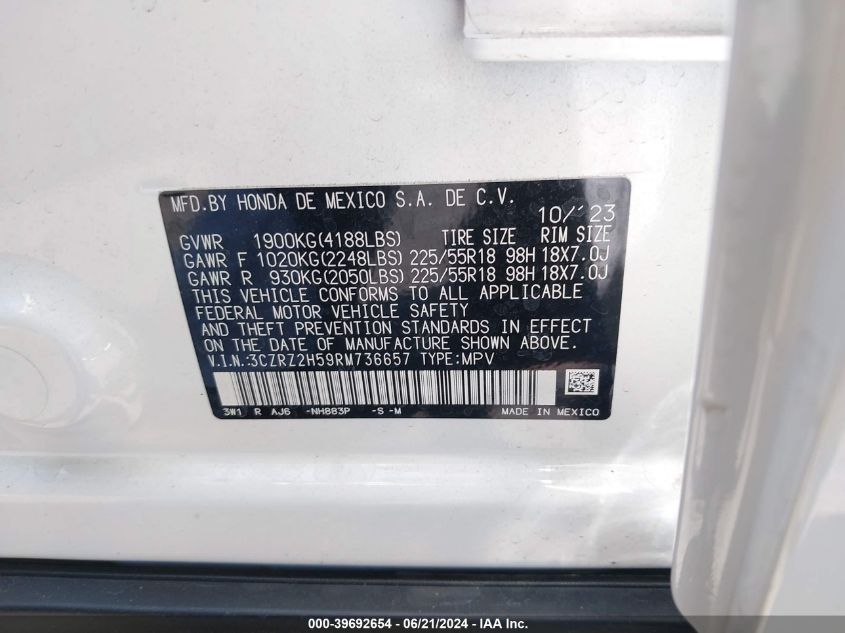 MFD.BY HONDA DE MEXICO S.A. DE C.V.
10/'23
GVWR 1900KG(4188LBS) TIRE SIZE RIM SIZE
GAWR F 1020KG(2248LBS) 225/55R18 98H 18X7.0J
GAWR R 930KG(2050LBS) 225/55R18 98H 18X7.0J
THIS VEHICLE CONFORMS TO ALL APPLICABLE
FEDERAL MOTOR VEHICLE SAFETY
AND THEFT PREVENTION STANDARDS IN EFFECT
ON THE DATE OF MANUFACTURE SHOWN ABOVE.
V.I.N.:3CZRZ2H59RM736657 TYPE:MPV
3W1 R AJ6 -NH883P -S -M MADE IN MEXICO
000-39692654 / 06/21/2024 - IAA Inc.